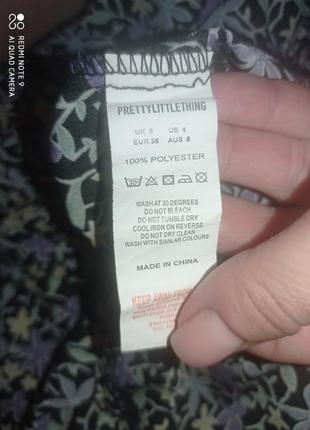 REDMI NOTE 9
AI QUAD CAMERA
PRETTYLITTLETHING
UK 8 US 4
EUR 36 AUS 8
100% POLYESTER
WASH AT 30 DEGREES
DO NOT BLEACH
DO NOT TUMBLE DRY
COOL IRON ON REVERSE
DO NOT DRY CLEAN
WASH WITH SIMILAR COLOURS
MADE IN CHINA
KEEP AWAY FROM